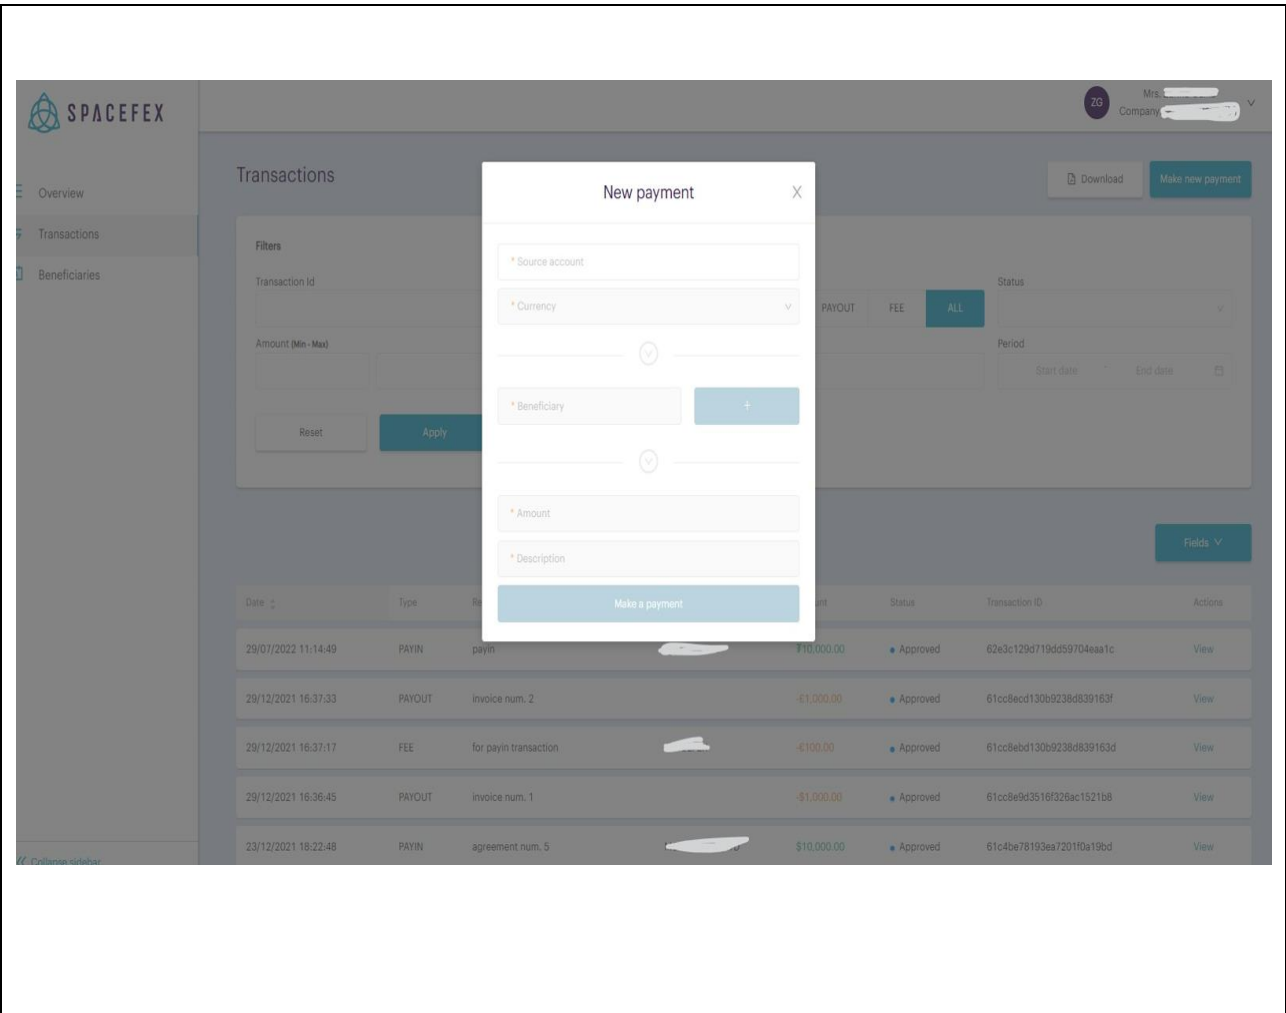 SPACEFEX
ZG
Mrs.
Company
Overview
Transactions
Beneficiaries
Collapse sidebar
Transactions
Download
Make new payment
Filters
Transaction Id
PAYOUT FEE ALL
Status
Amount (Min - Max)
Period
Start date ~ End date
Reset
Apply
New payment X
* Source account
* Currency
* Beneficiary
+
* Amount
* Description
Make a payment
Fields
Date Type Status Transaction ID Actions
29/07/2022 11:14:49 PAYIN payin ₮10,000.00 Approved 62e3c129d719dd59704eaa1c View
29/12/2021 16:37:33 PAYOUT invoice num. 2 -£1,000.00 Approved 61cc8ecd130b9238d839163f View
29/12/2021 16:37:17 FEE for payin transaction -€100.00 Approved 61cc8ebd130b9238d839163d View
29/12/2021 16:36:45 PAYOUT invoice num. 1 -$1,000.00 Approved 61cc8e9d3516f326ac1521b8 View
23/12/2021 18:22:48 PAYIN agreement num. 5 $10,000.00 Approved 61c4be78193ea7201f0a19bd View